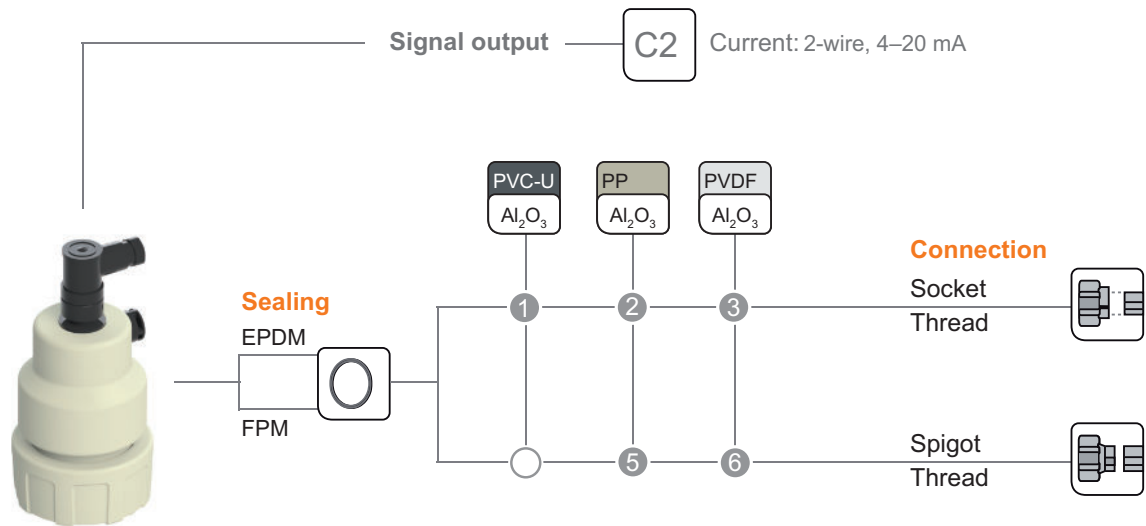 Signal output
C2
Current: 2-wire, 4–20 mA
PVC-U
Al₂O₃
PP
Al₂O₃
PVDF
Al₂O₃
Sealing
EPDM
FPM
1
2
3
Connection
Socket
Thread
5
6
Spigot
Thread